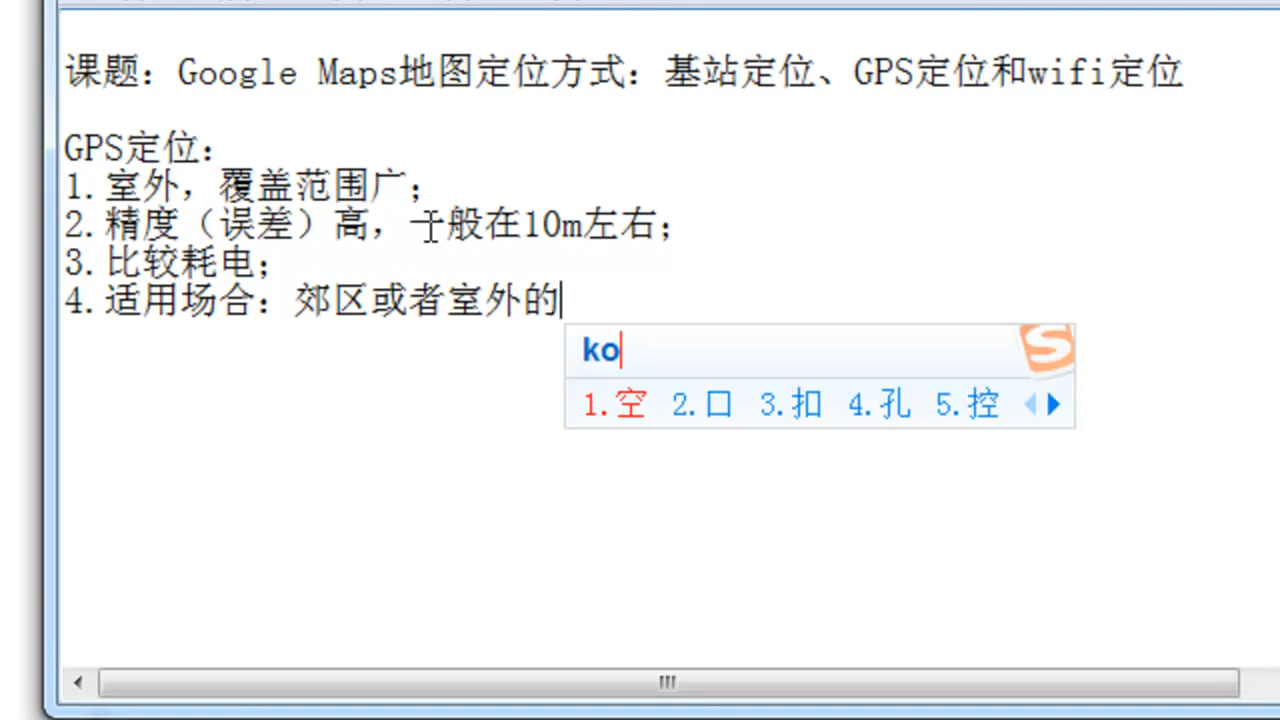 课题：Google Maps地图定位方式：基站定位、GPS定位和wifi定位
GPS定位：
1.室外，覆盖范围广；
2.精度（误差）高，一般在10m左右；
3.比较耗电；
4.适用场合：郊区或者室外的
ko
1.空 2.口 3.扣 4.孔 5.控